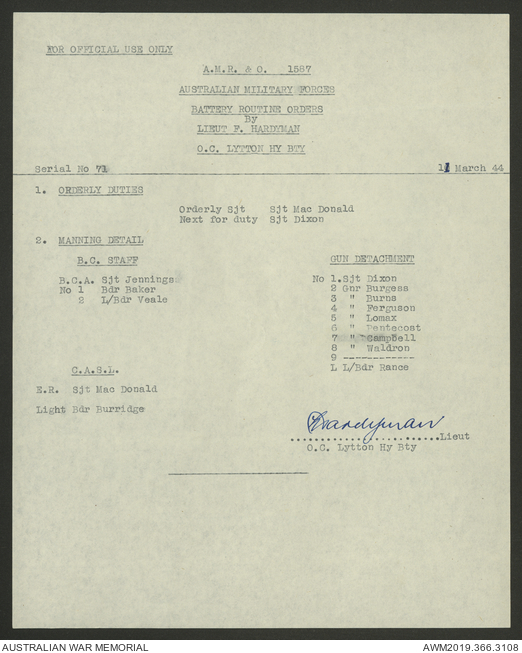 FOR OFFICIAL USE ONLY
A.M.R. & O. 1567
AUSTRALIAN MILITARY FORCES
BATTERY ROUTINE ORDERS
By
LIEUT F. HARDYMAN
O.C. LYTTON HY BTY
Serial No 71 March 44
1. ORDERLY DUTIES
Orderly Sjt Sjt Mac Donald
Next for duty Sjt Dixon
2. MANNING DETAIL
B.C. STAFF
B.C.A. Sjt Jennings
No 1 Bdr Baker
2 L/Bdr Veale
GUN DETACHMENT
No 1.Sjt Dixon
2 Gnr Burgess
3 " Burns
4 " Ferguson
5 " Lomax
6 " Pentecost
7 " Campbell
8 " Waldron
9 ------------
L L/Bdr Rance
C.A.S.L.
E.R. Sjt Mac Donald
Light Bdr Burridge
Hardyman
....................Lieut
O.C. Lytton Hy Bty
AUSTRALIAN WAR MEMORIAL
AWM2019.366.3108